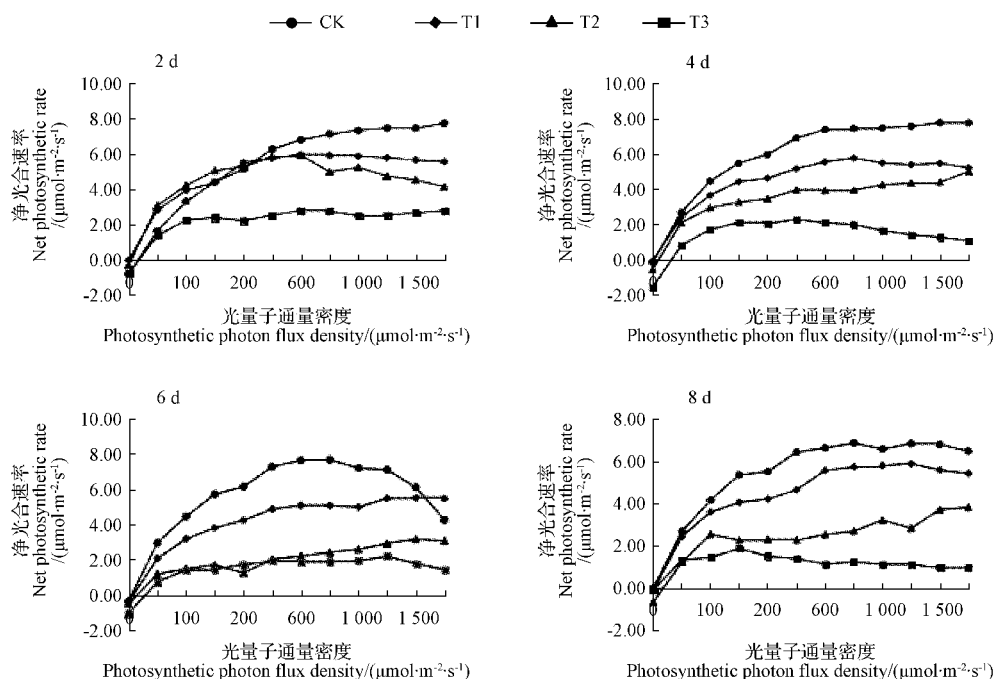 CK T1 T2 T3
2 d
10.00
8.00
6.00
4.00
2.00
0.00
-2.00
净光合速率
Net photosynthetic rate
/(μmol·m-2·s-1)
0 100 200 600 1 000 1 500
光量子通量密度
Photosynthetic photon flux density/(μmol·m-2·s-1)
4 d
10.00
8.00
6.00
4.00
2.00
0.00
-2.00
净光合速率
Net photosynthetic rate
/(μmol·m-2·s-1)
0 100 200 600 1 000 1 500
光量子通量密度
Photosynthetic photon flux density/(μmol·m-2·s-1)
6 d
10.00
8.00
6.00
4.00
2.00
0.00
-2.00
净光合速率
Net photosynthetic rate
/(μmol·m-2·s-1)
0 100 200 600 1 000 1 500
光量子通量密度
Photosynthetic photon flux density/(μmol·m-2·s-1)
8 d
8.00
6.00
4.00
2.00
0.00
-2.00
净光合速率
Net photosynthetic rate
/(μmol·m-2·s-1)
0 100 200 600 1 000 1 500
光量子通量密度
Photosynthetic photon flux density/(μmol·m-2·s-1)